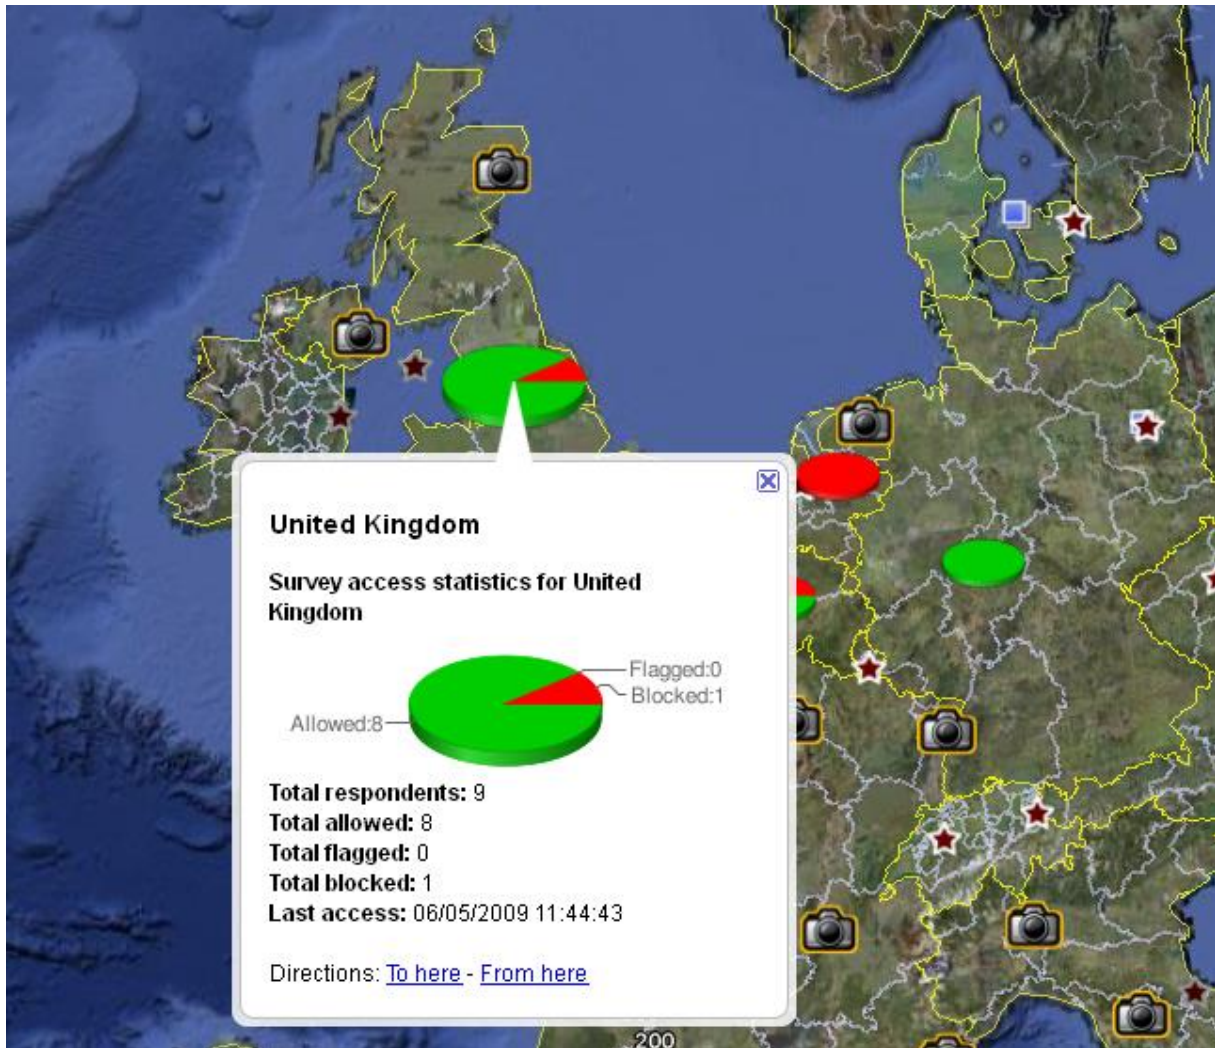 United Kingdom
Survey access statistics for United
Kingdom
Flagged:0
Blocked:1
Allowed:8
Total respondents: 9
Total allowed: 8
Total flagged: 0
Total blocked: 1
Last access: 06/05/2009 11:44:43
Directions: To here - From here
200